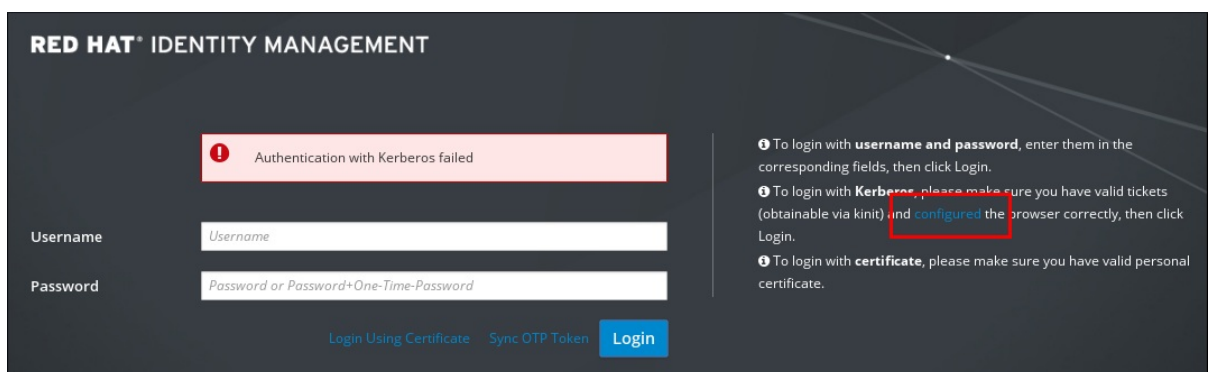 RED HAT® IDENTITY MANAGEMENT
Authentication with Kerberos failed
Username
Username
Password
Password or Password+One-Time-Password
Login Using Certificate Sync OTP Token Login
To login with username and password, enter them in the
corresponding fields, then click Login.
To login with Kerberos, please make sure you have valid tickets
(obtainable via kinit) and configured the browser correctly, then click
Login.
To login with certificate, please make sure you have valid personal
certificate.